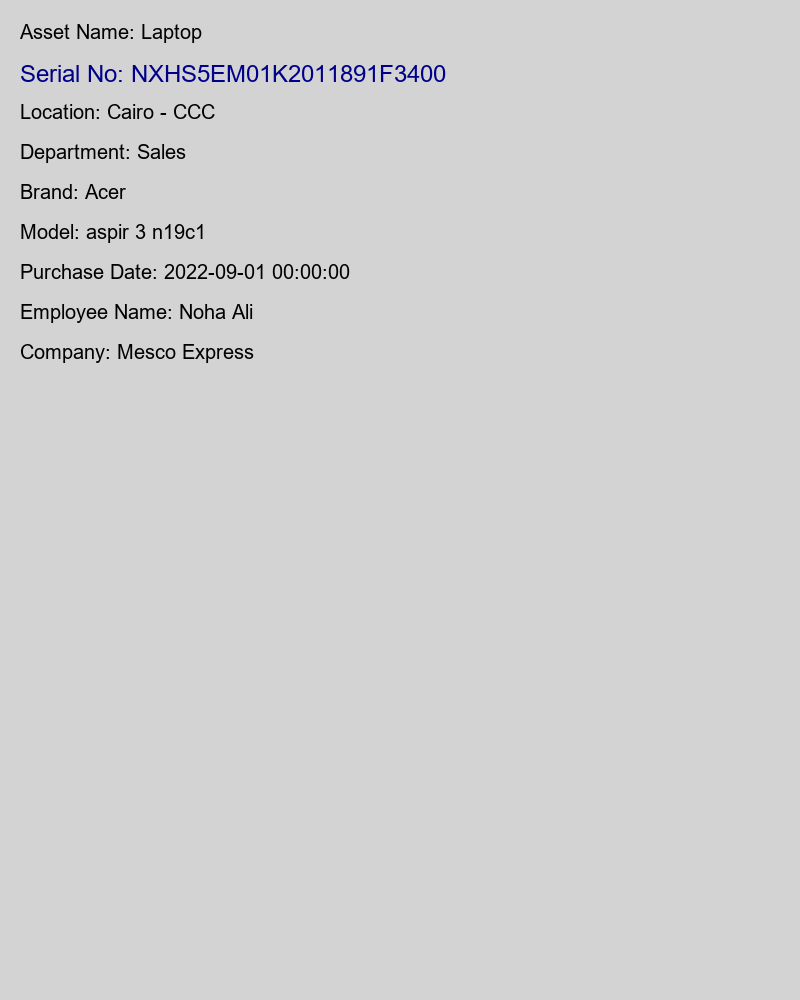 Asset Name: Laptop
Serial No: NXHS5EM01K2011891F3400
Location: Cairo - CCC
Department: Sales
Brand: Acer
Model: aspir 3 n19c1
Purchase Date: 2022-09-01 00:00:00
Employee Name: Noha Ali
Company: Mesco Express